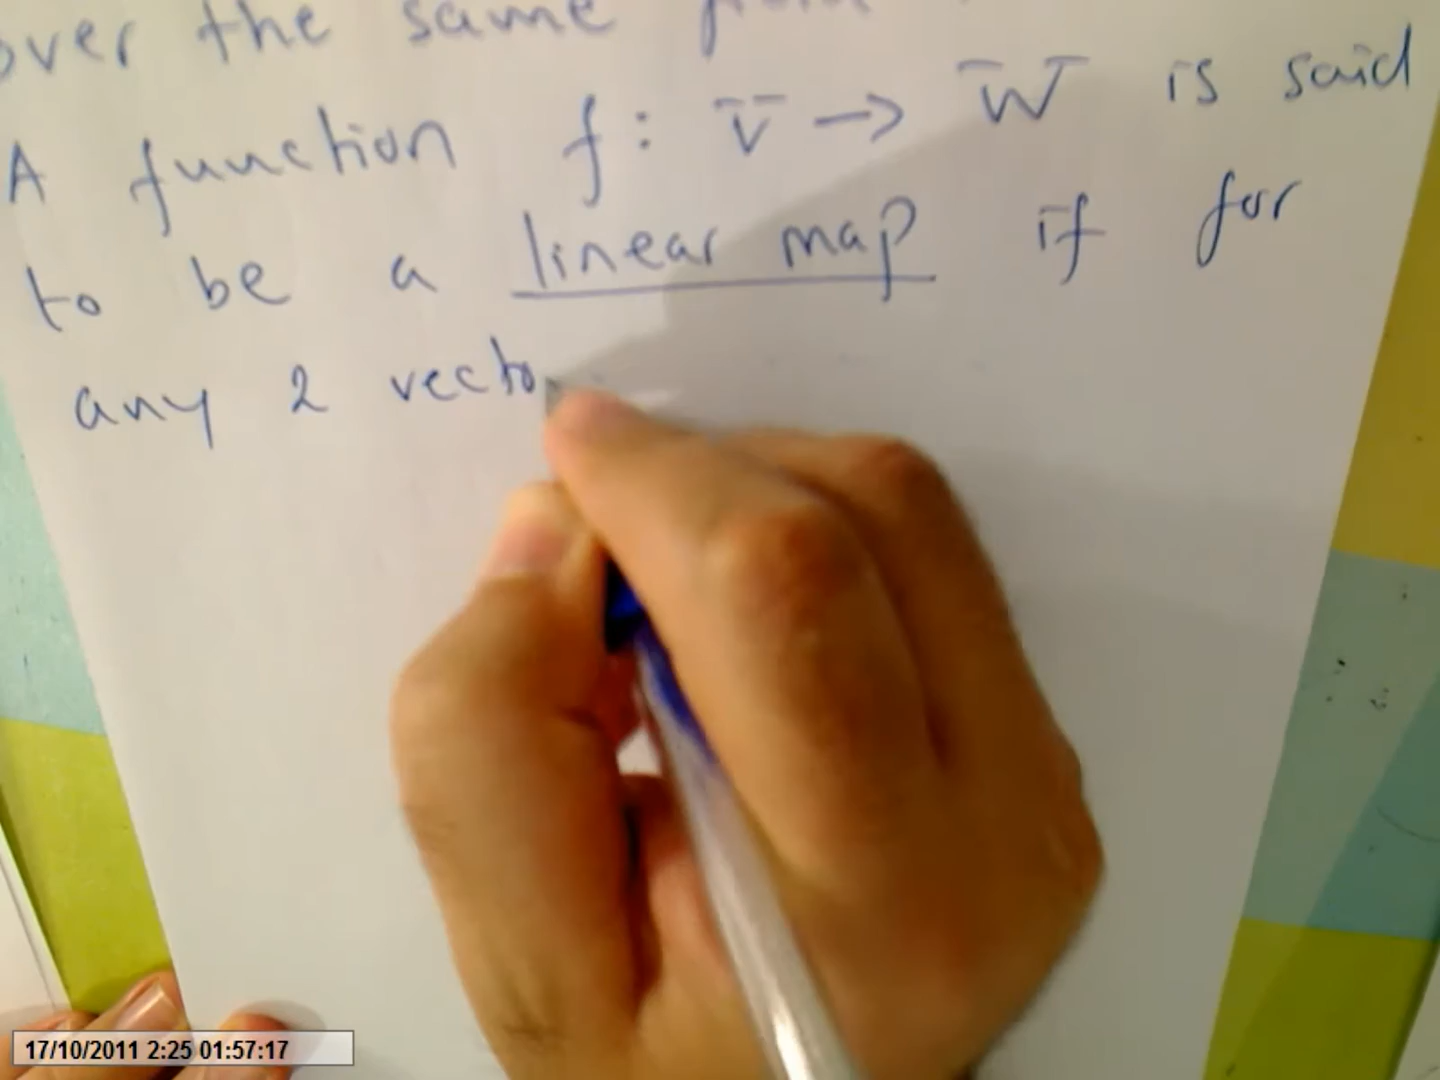 over the same
A function f: V̄ → W̄ is said
to be a linear map if for
any 2 vecto
17/10/2011 2:25 01:57:17